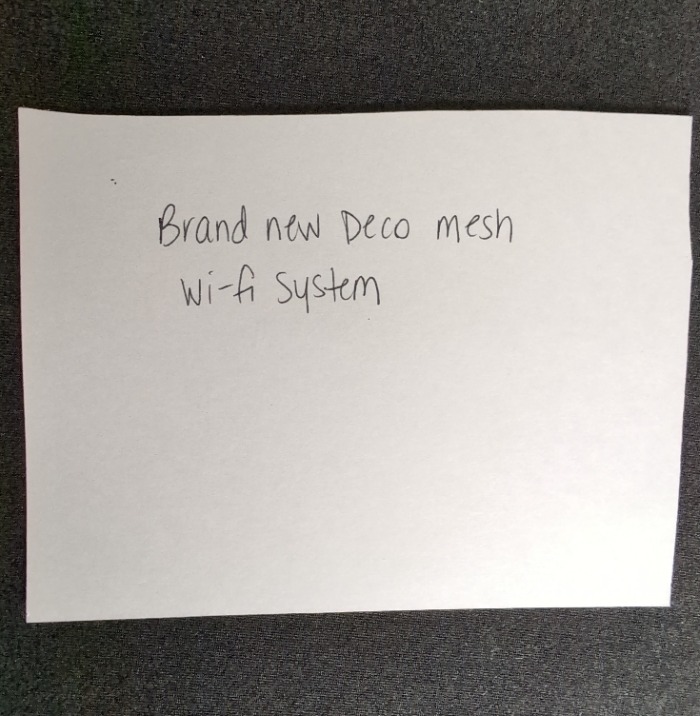 Brand new Deco mesh
Wi-fi system